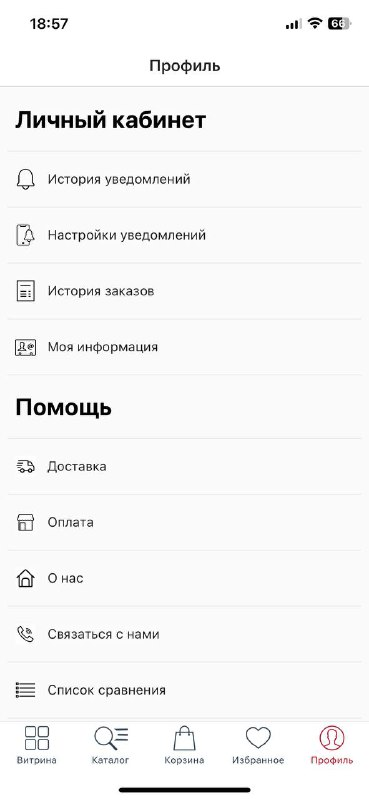 18:57
66
Профиль
Личный кабинет
История уведомлений
Настройки уведомлений
История заказов
Моя информация
Помощь
Доставка
Оплата
О нас
Связаться с нами
Список сравнения
Витрина
Каталог
Корзина
Избранное
Профиль